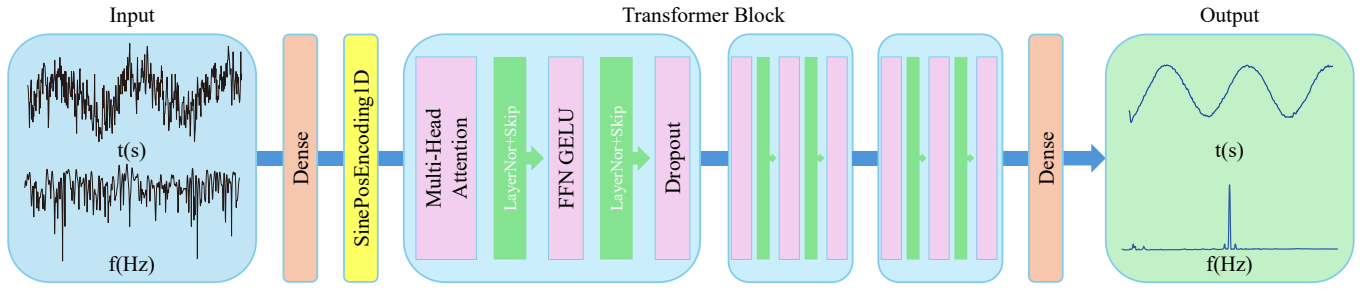 Input
Transformer Block
Output
t(s)
f(Hz)
Dense
SinePosEncoding1D
Multi-Head
Attention
LayerNor+Skip
FFN GELU
LayerNor+Skip
Dropout
Dense
t(s)
f(Hz)